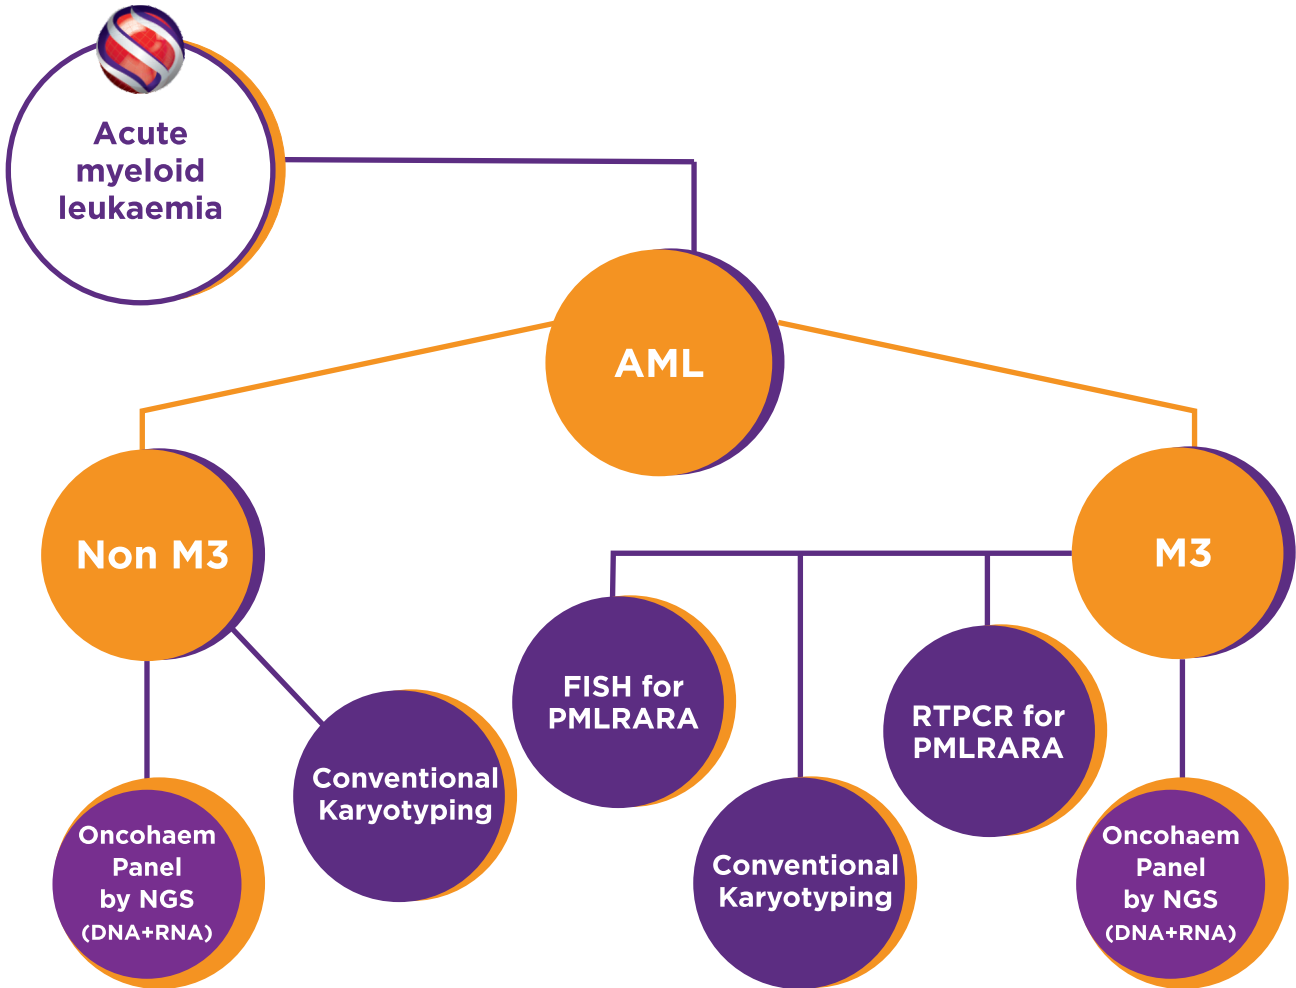 Acute
myeloid
leukaemia
AML
Non M3
M3
FISH for
PMLRARA
RTPCR for
PMLRARA
Conventional
Karyotyping
Conventional
Karyotyping
Oncohaem
Panel
by NGS
(DNA+RNA)
Oncohaem
Panel
by NGS
(DNA+RNA)